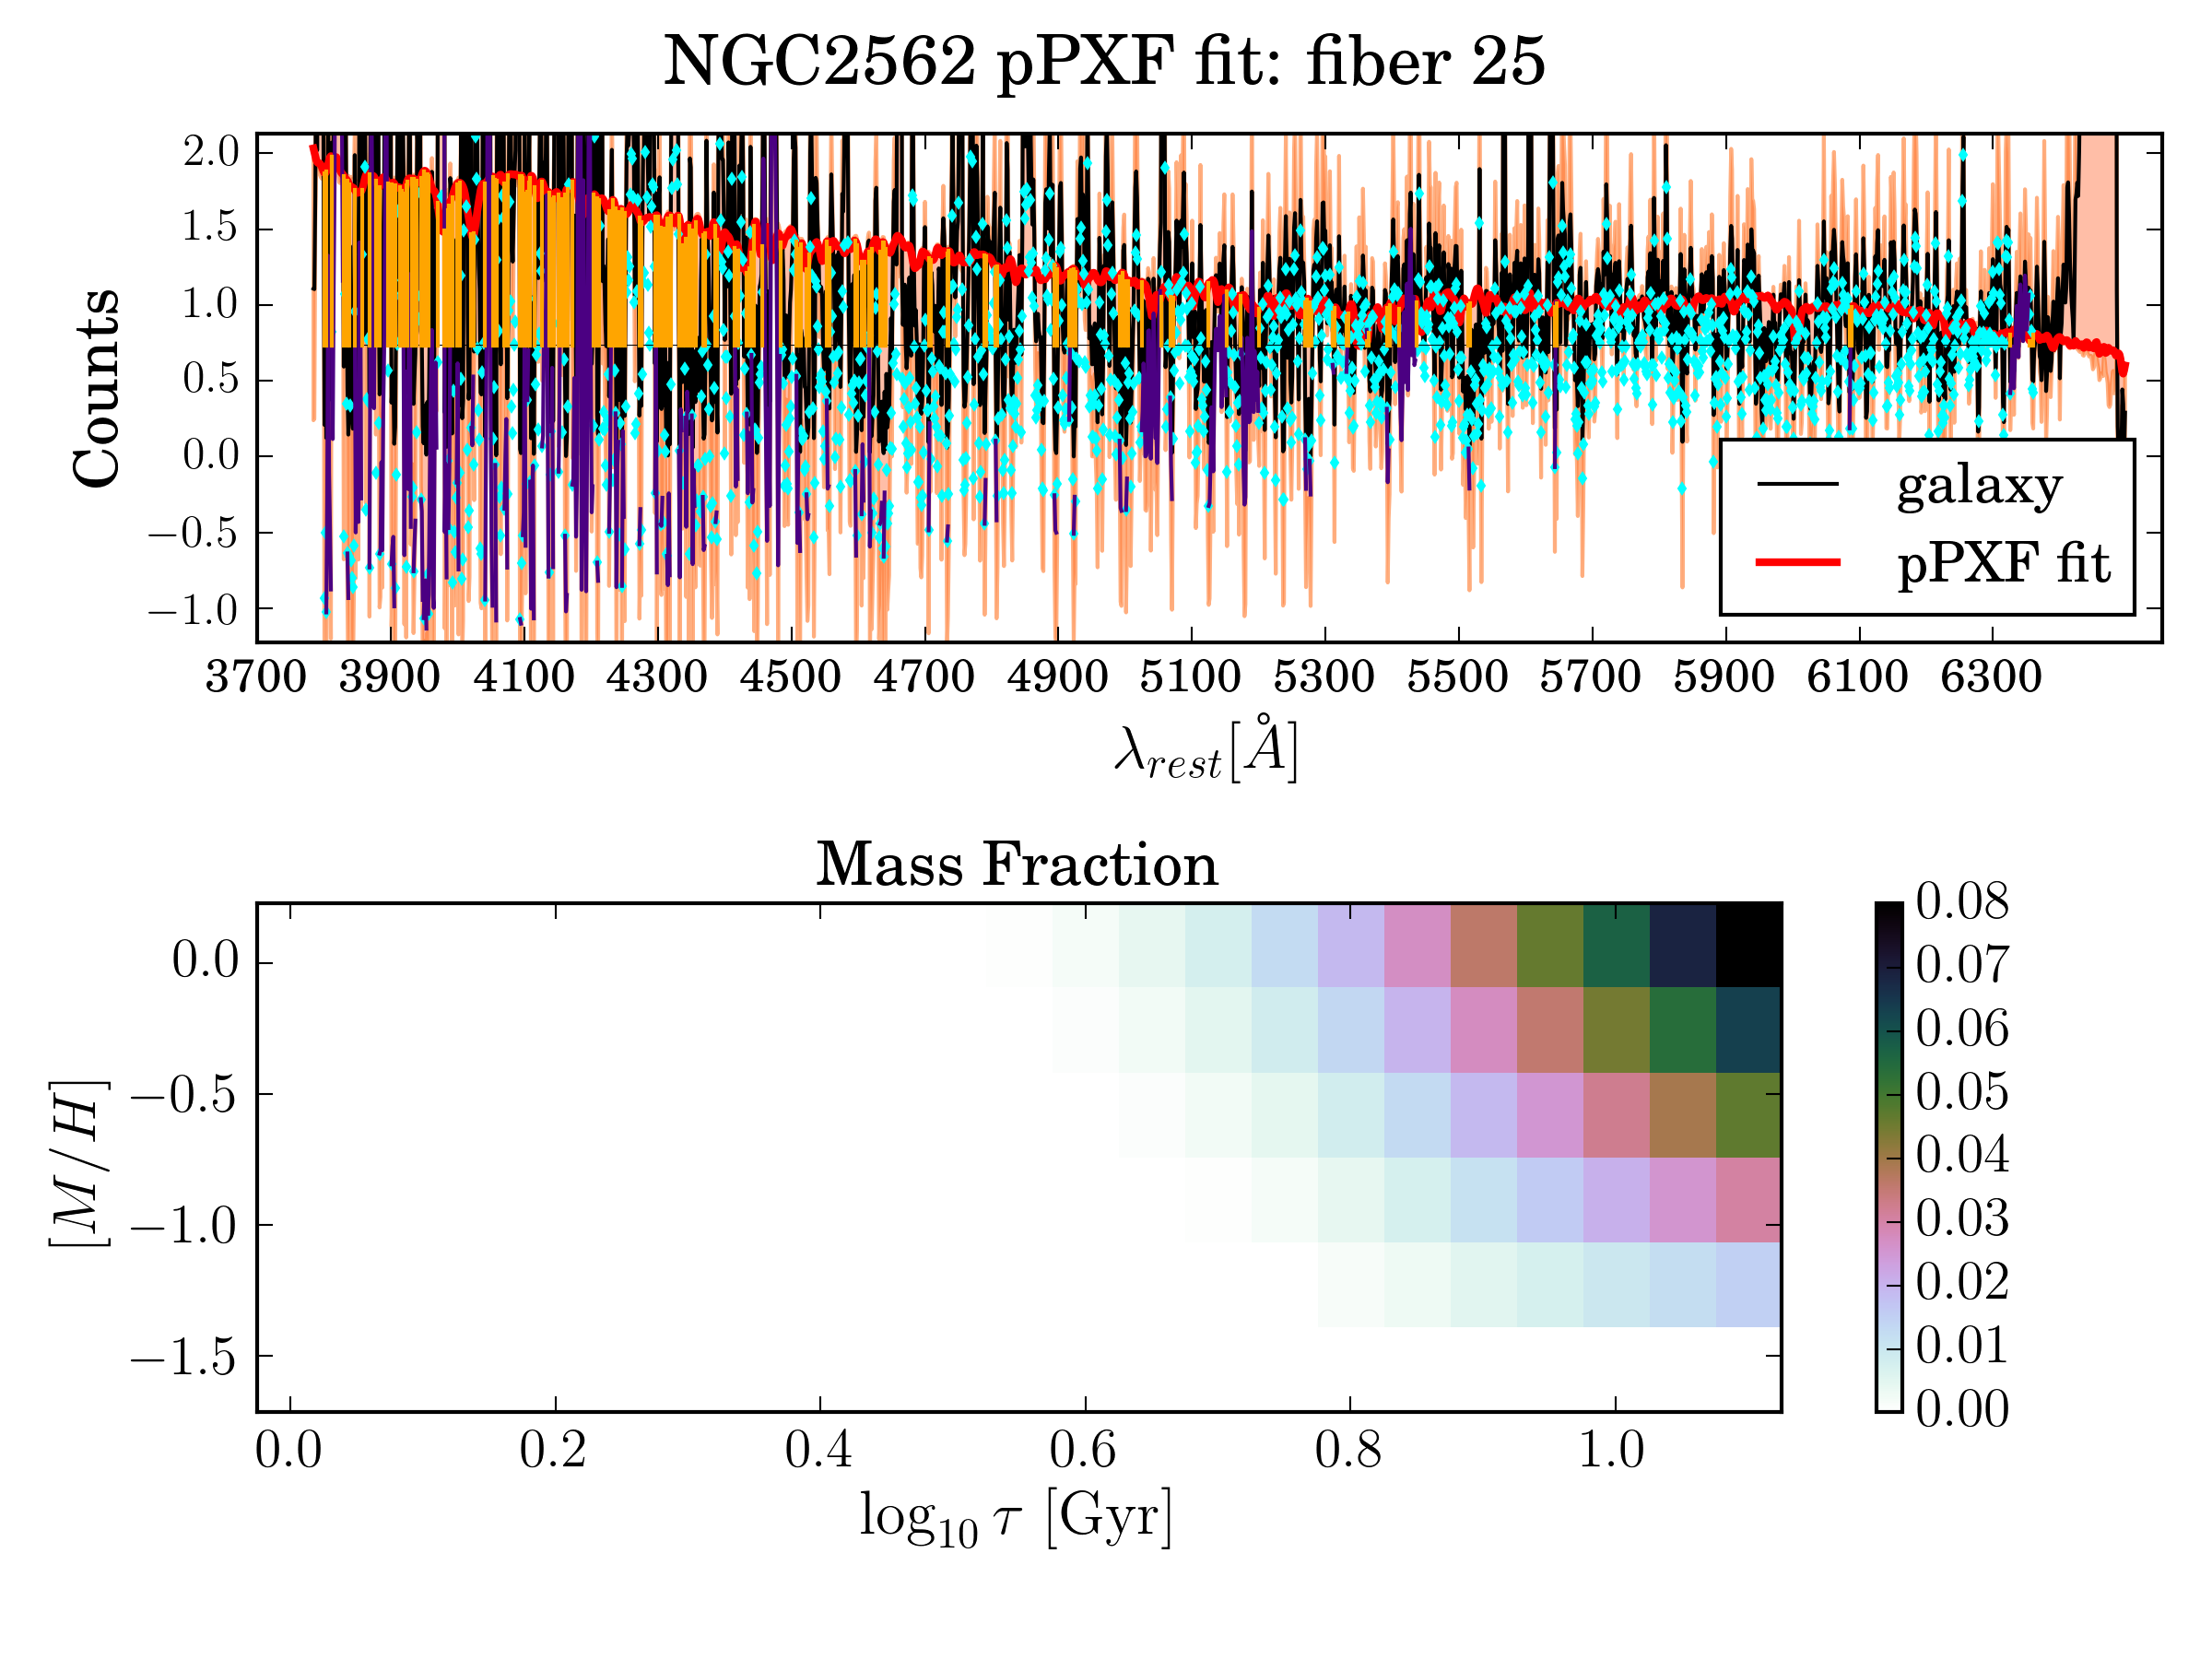 NGC2562 pPXF fit: fiber 25
Counts
2.0
1.5
1.0
0.5
0.0
−0.5
−1.0
galaxy
pPXF fit
3700 3900 4100 4300 4500 4700 4900 5100 5300 5500 5700 5900 6100 6300
λrest[Å]
Mass Fraction
[M/H]
0.0
−0.5
−1.0
−1.5
0.08
0.07
0.06
0.05
0.04
0.03
0.02
0.01
0.00
0.0 0.2 0.4 0.6 0.8 1.0
log10 τ [Gyr]